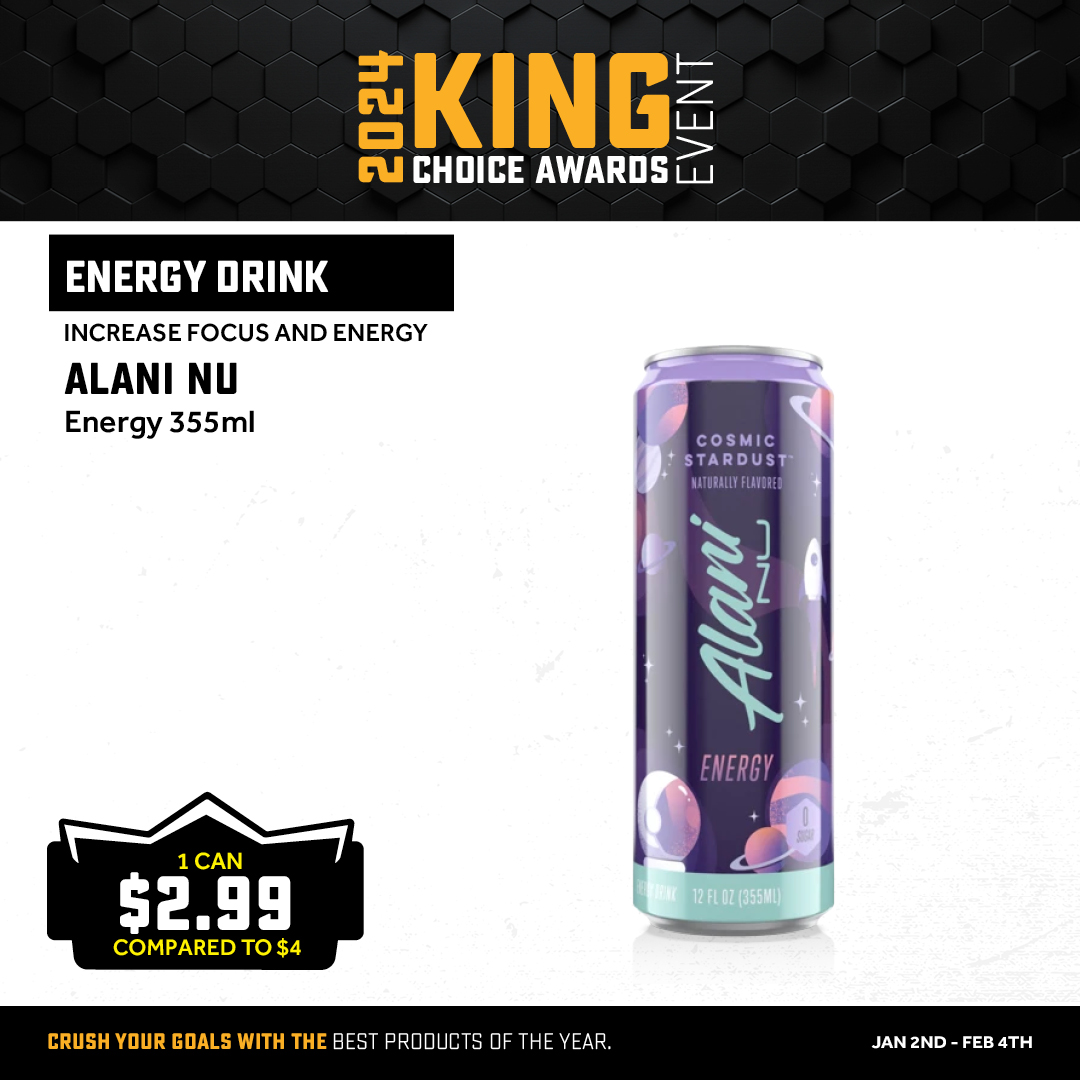 2024
KING
CHOICE AWARDS
EVENT
ENERGY DRINK
INCREASE FOCUS AND ENERGY
ALANI NU
Energy 355ml
COSMIC
STARDUST™
NATURALLY FLAVORED
Alani
NU
ENERGY
0
SUGAR
DRINK
12 FL OZ (355ML)
1 CAN
$2.99
COMPARED TO $4
CRUSH YOUR GOALS WITH THE BEST PRODUCTS OF THE YEAR.
JAN 2ND - FEB 4TH